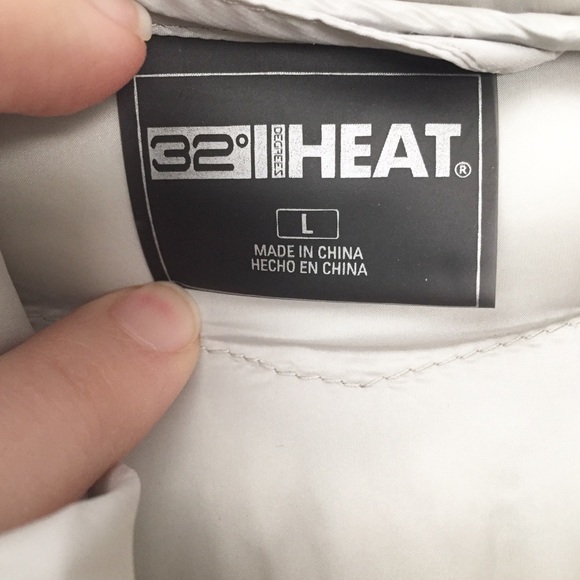 32° DEGREES HEAT®
L
MADE IN CHINA
HECHO EN CHINA